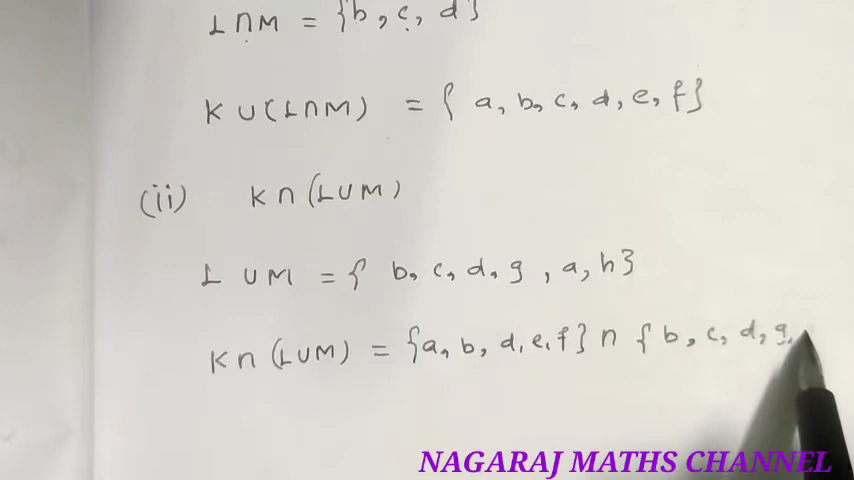 L∩M = {b, c, d}
K∪(L∩M) = { a, b, c, d, e, f}
(ii) K∩(L∪M)
L∪M = { b, c, d, g, a, h}
K∩(L∪M) = {a, b, d, e, f} ∩ { b, c, d, g,
NAGARAJ MATHS CHANNEL